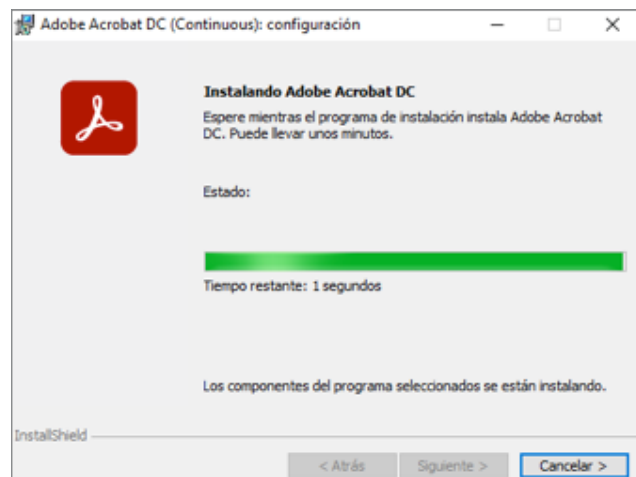 Adobe Acrobat DC (Continuous): configuración
Instalando Adobe Acrobat DC
Espere mientras el programa de instalación instala Adobe Acrobat
DC. Puede llevar unos minutos.
Estado:
Tiempo restante: 1 segundos
Los componentes del programa seleccionados se están instalando.
InstallShield
< Atrás
Siguiente >
Cancelar >